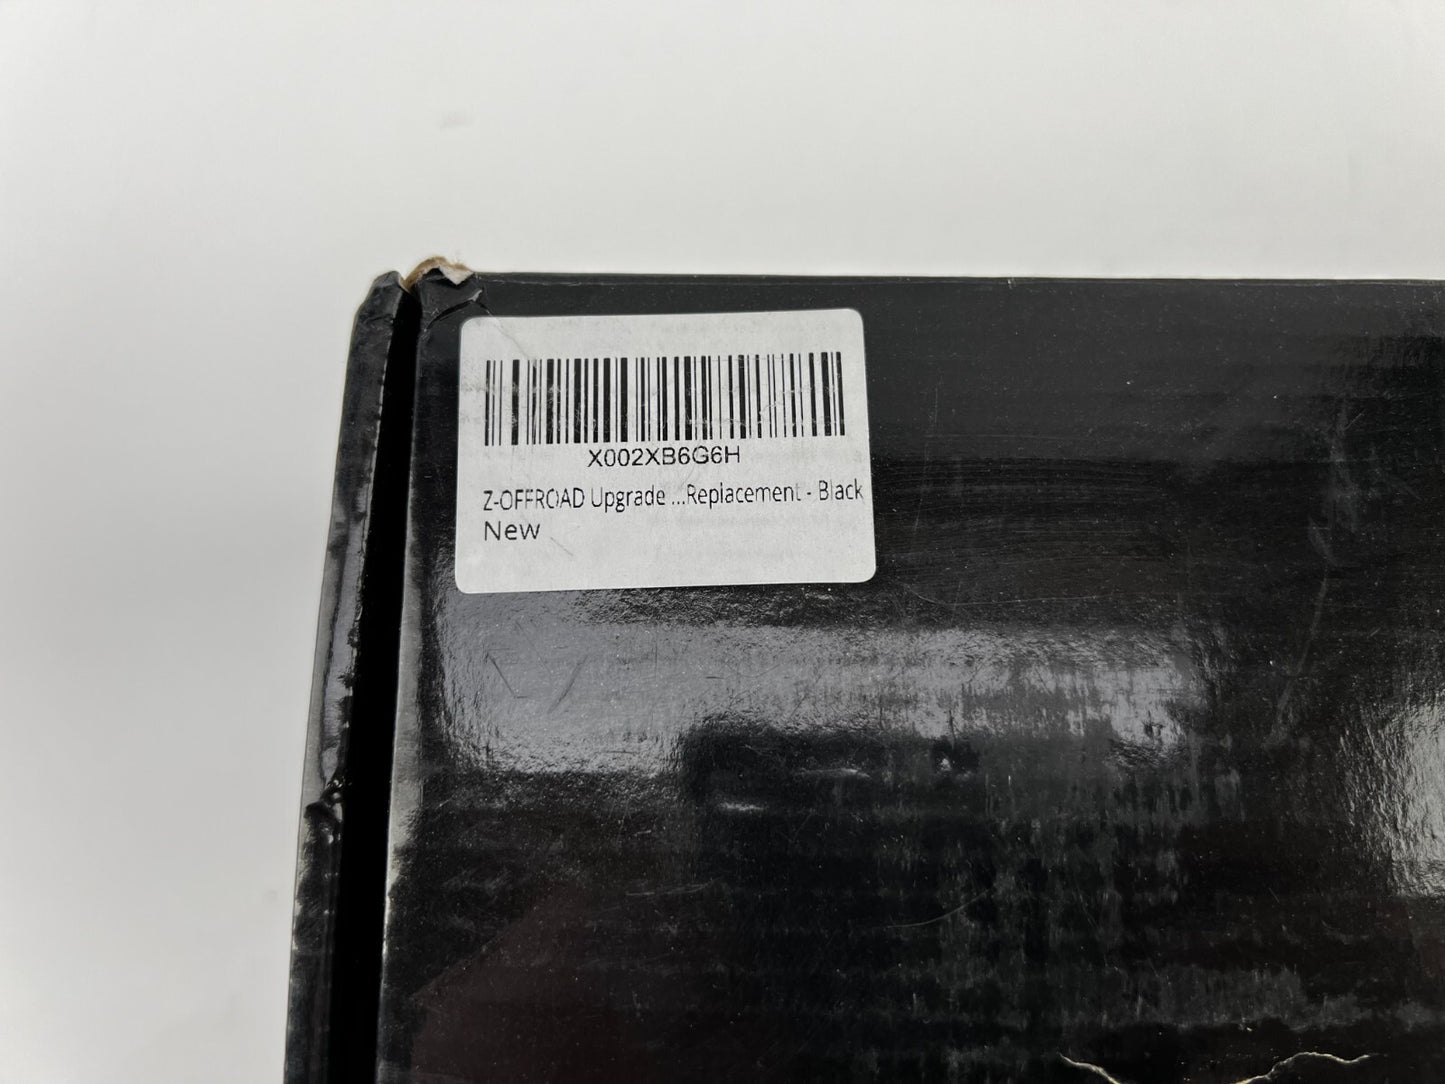 X002XB6G6H
Z-OFFROAD Upgrade ...Replacement - Black
New